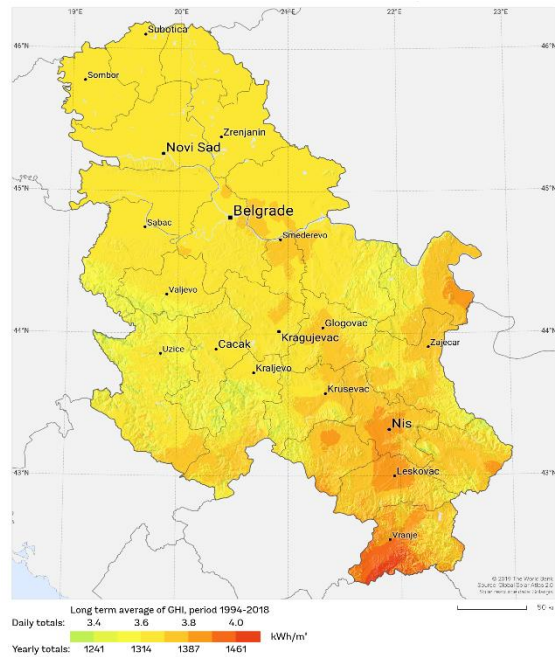 19°E 20°E 21°E 22°E 23°E
46°N 46°N
Subotica
Sombor
Zrenjanin
Novi Sad
45°N 45°N
Belgrade
Sabac
Smederevo
Valjevo
44°N 44°N
Glogovac
Kragujevac
Uzice
Cacak
Zajecar
Kraljevo
Krusevac
Nis
43°N 43°N
Leskovac
Vranje
© 2019 The World Bank
Source: Global Solar Atlas 2.0
50
Long term average of GHI, period 1994-2018
Daily totals: 3.4 3.6 3.8 4.0
kWh/m²
Yearly totals: 1241 1314 1387 1461